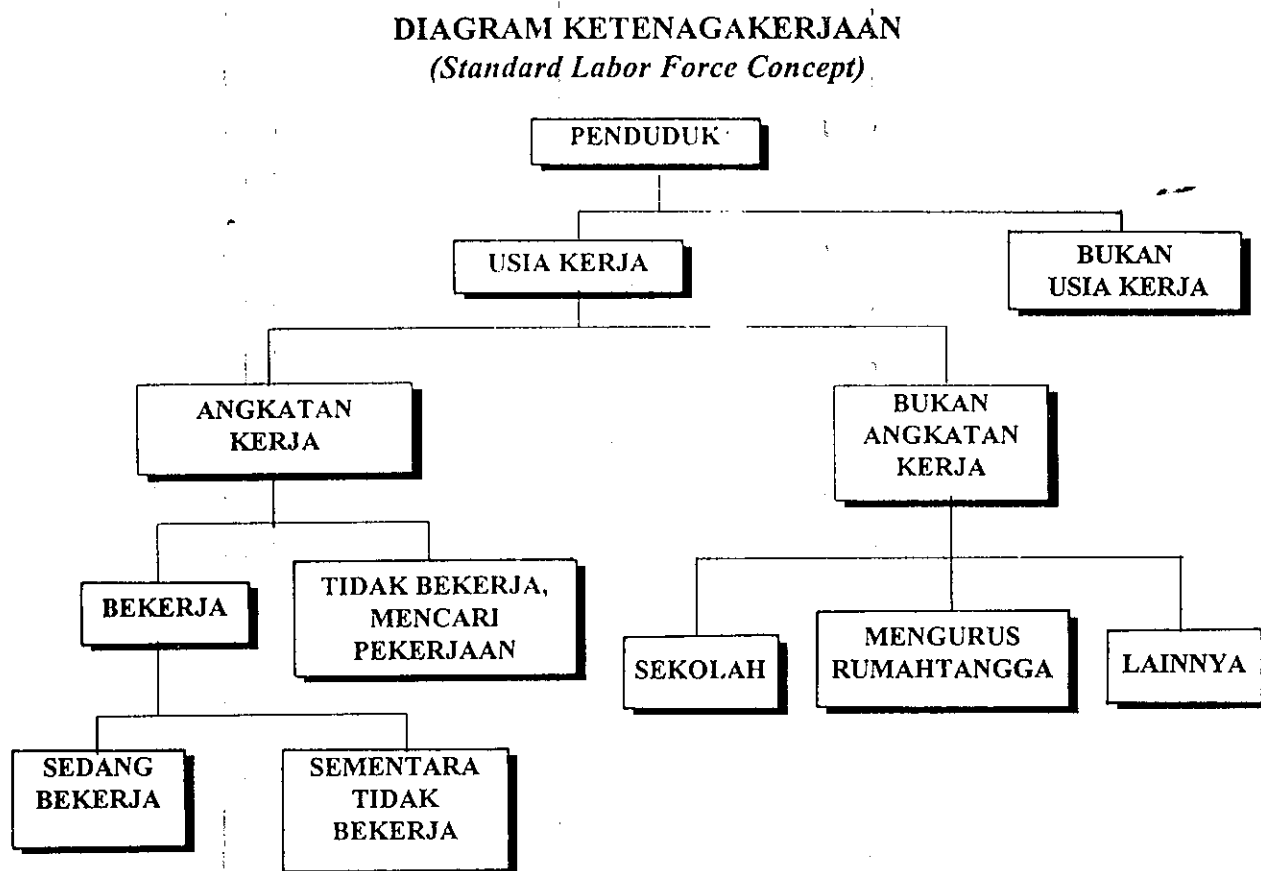 DIAGRAM KETENAGAKERJAAN
(Standard Labor Force Concept)
PENDUDUK
USIA KERJA
BUKAN
USIA KERJA
ANGKATAN
KERJA
BUKAN
ANGKATAN
KERJA
BEKERJA
TIDAK BEKERJA,
MENCARI
PEKERJAAN
SEKOLAH
MENGURUS
RUMAHTANGGA
LAINNYA
SEDANG
BEKERJA
SEMENTARA
TIDAK
BEKERJA